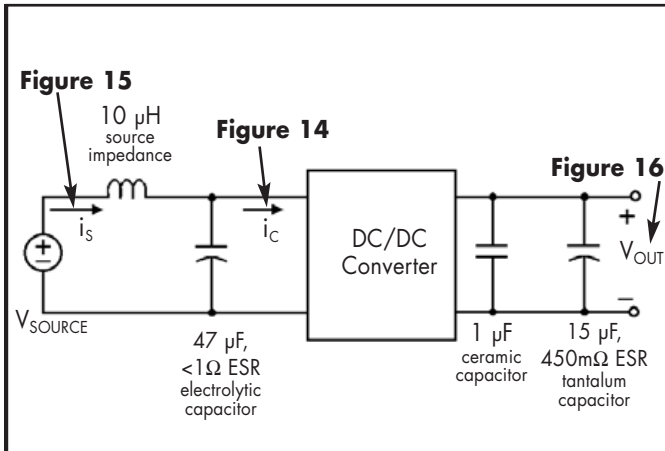 Figure 15
10 µH
source
impedance
Figure 14
Figure 16
iS
iC
DC/DC
Converter
+
VOUT
−
+
−
VSOURCE
47 µF,
<1Ω ESR
electrolytic
capacitor
1 µF
ceramic
capacitor
15 µF,
450mΩ ESR
tantalum
capacitor